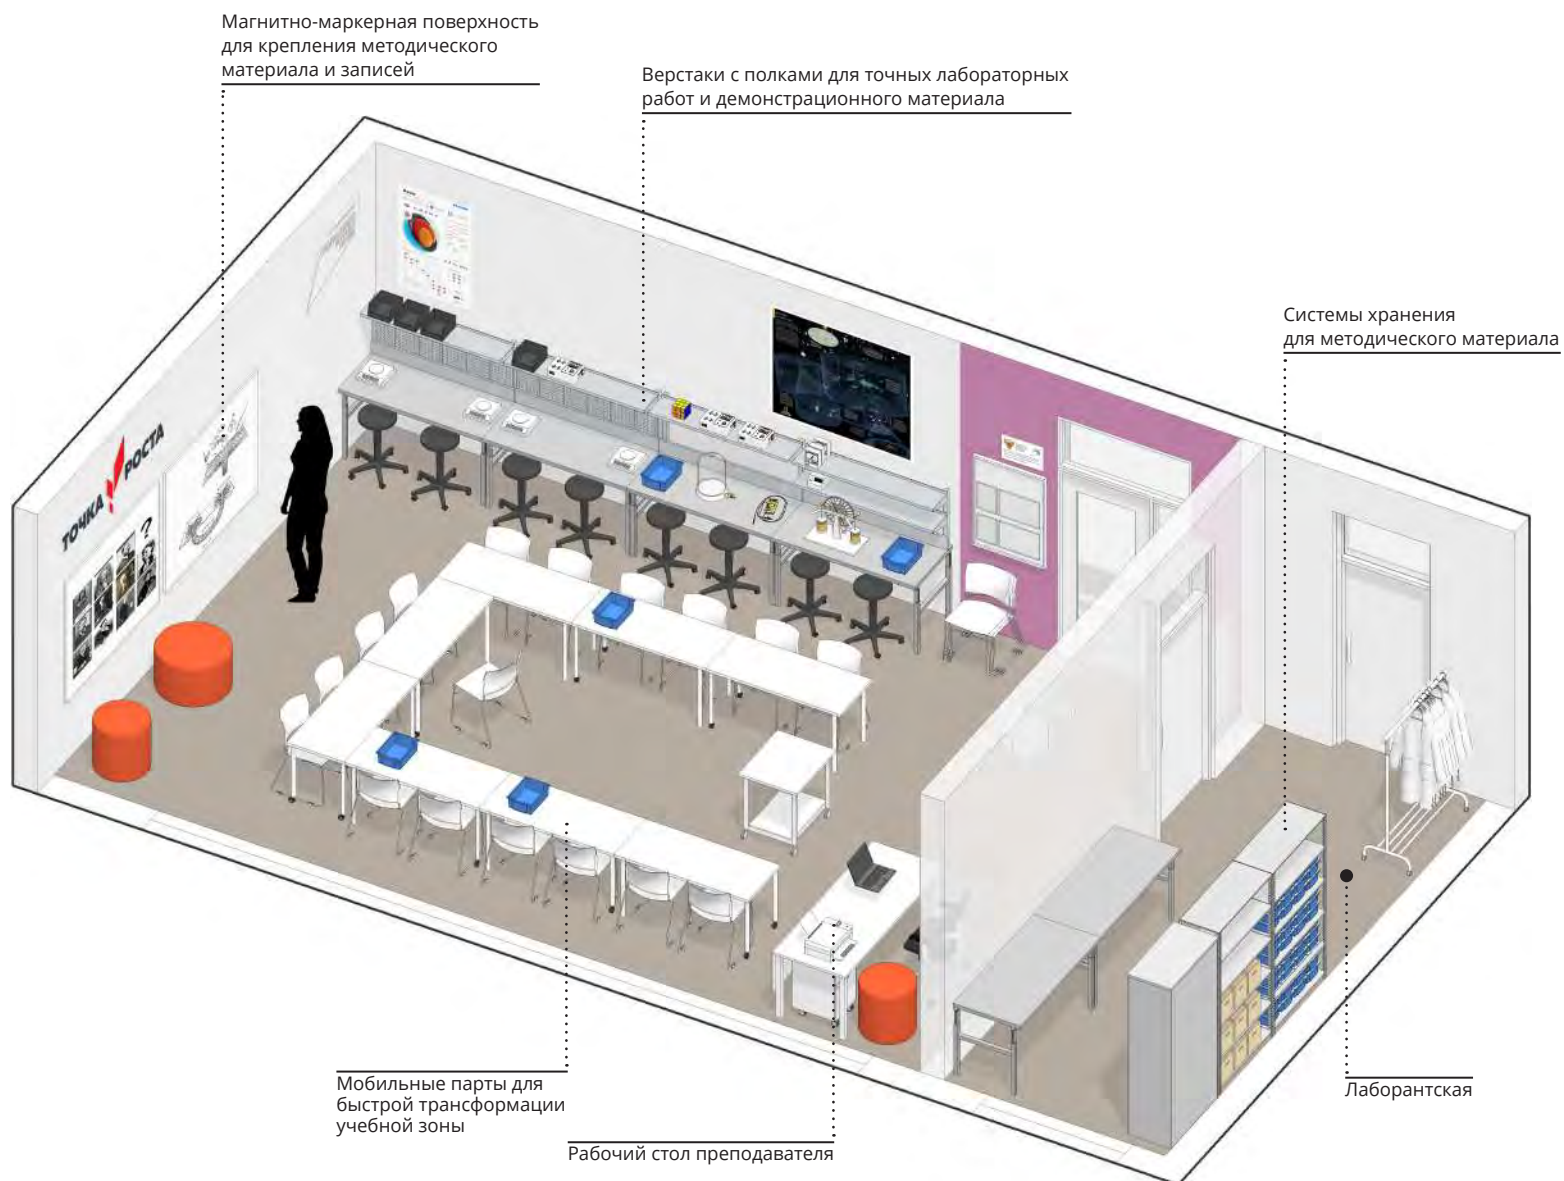 Магнитно-маркерная поверхность
для крепления методического
материала и записей
Верстаки с полками для точных лабораторных
работ и демонстрационного материала
Системы хранения
для методического материала
ТОЧКА РОСТА
?
Мобильные парты для
быстрой трансформации
учебной зоны
Рабочий стол преподавателя
Лаборантская